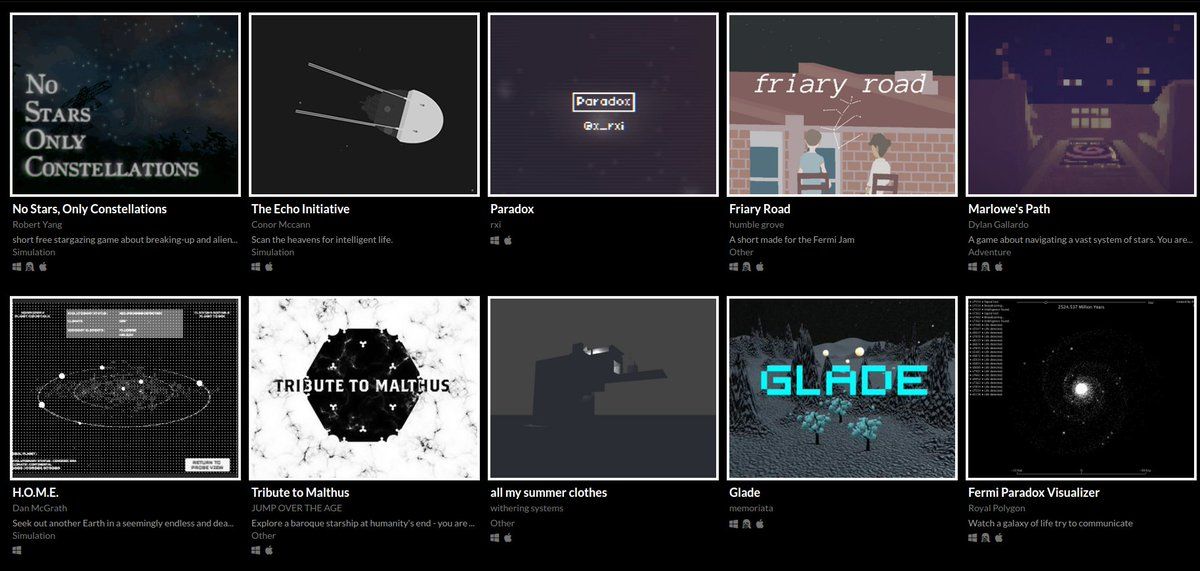 No
Stars
Only
Constellations
Paradox
@x_rxi
friary road
No Stars, Only Constellations
Robert Yang
short free stargazing game about breaking-up and alien...
Simulation
The Echo Initiative
Conor Mccann
Scan the heavens for intelligent life.
Simulation
Paradox
rxi
Friary Road
humble grove
A short made for the Fermi Jam
Other
Marlowe's Path
Dylan Gallardo
A game about navigating a vast system of stars. You are...
Adventure
RETURN TO
PROBE VIEW
TRIBUTE TO MALTHUS
GLADE
2524.537 Million Years
H.O.M.E.
Dan McGrath
Seek out another Earth in a seemingly endless and dea...
Simulation
Tribute to Malthus
JUMP OVER THE AGE
Explore a baroque starship at humanity's end - you are ...
Other
all my summer clothes
withering systems
Other
Glade
memoriata
Fermi Paradox Visualizer
Royal Polygon
Watch a galaxy of life try to communicate